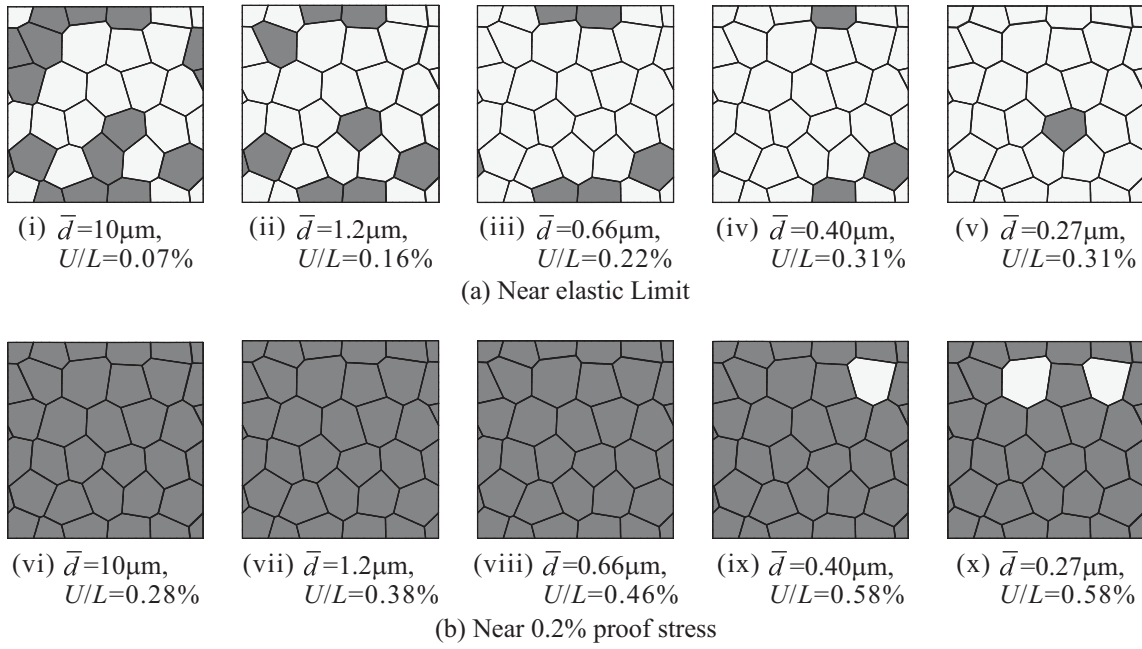 (i) d̅=10μm,
U/L=0.07%
(ii) d̅=1.2μm,
U/L=0.16%
(iii) d̅=0.66μm,
U/L=0.22%
(iv) d̅=0.40μm,
U/L=0.31%
(v) d̅=0.27μm,
U/L=0.31%
(a) Near elastic Limit
(vi) d̅=10μm,
U/L=0.28%
(vii) d̅=1.2μm,
U/L=0.38%
(viii) d̅=0.66μm,
U/L=0.46%
(ix) d̅=0.40μm,
U/L=0.58%
(x) d̅=0.27μm,
U/L=0.58%
(b) Near 0.2% proof stress